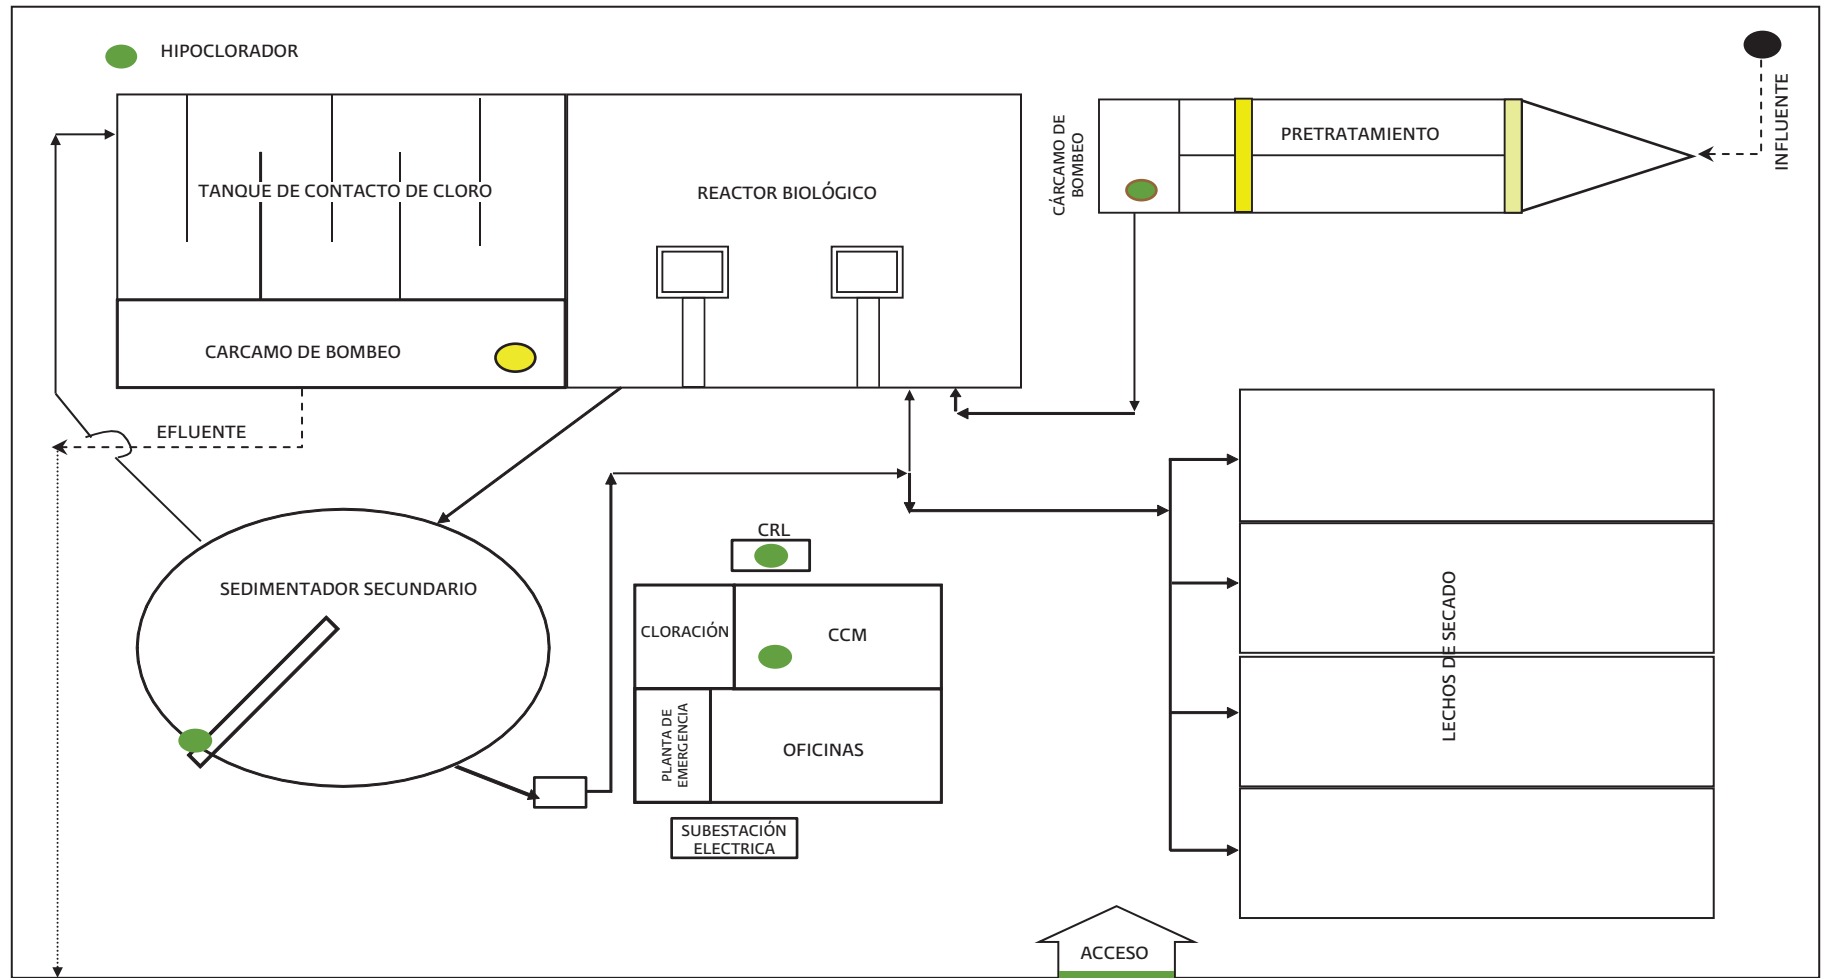 HIPOCLORADOR
INFLUENTE
CÁRCAMO DE
BOMBEO
PRETRATAMIENTO
TANQUE DE CONTACTO DE CLORO
REACTOR BIOLÓGICO
CARCAMO DE BOMBEO
EFLUENTE
CRL
SEDIMENTADOR SECUNDARIO
CLORACIÓN
CCM
LECHOS DE SECADO
PLANTA DE
EMERGENCIA
OFICINAS
SUBESTACIÓN
ELECTRICA
ACCESO